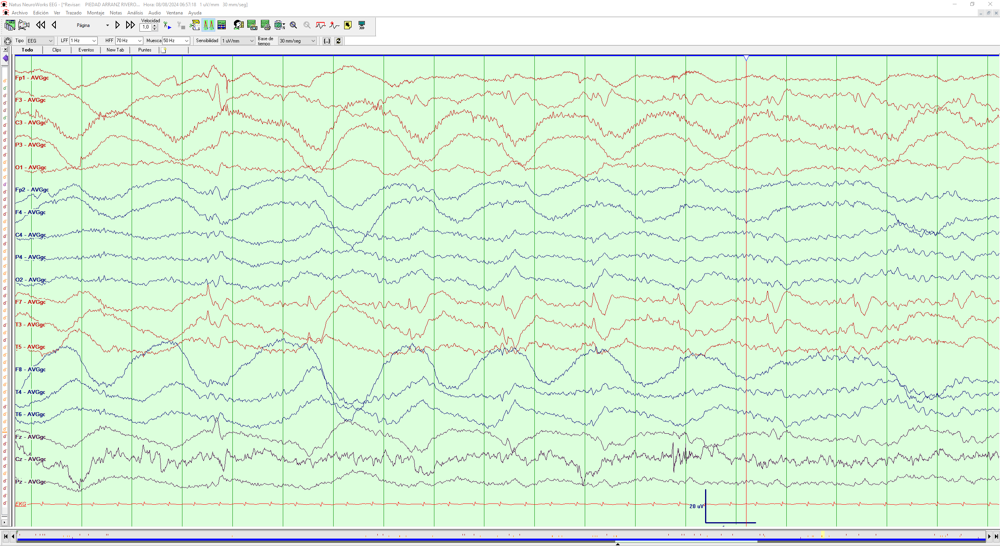 Natus NeuroWorks EEG - [*Revisar: PIEDAD ARRANZ RIVERO... Hora: 08/08/2024 06:57:18 1 uV/mm 30 mm/seg]
Archivo Edición Ver Trazado Montaje Notas Análisis Audio Ventana Ayuda
Página Velocidad 1,0
Tipo EEG LFF 1 Hz HFF 70 Hz Muesca 50 Hz Sensibilidad 1 uV/mm Base de tiempo 30 mm/seg {..}
Todo Clips Eventos New Tab Puntes
Fp1 - AVGgc
F3 - AVGgc
C3 - AVGgc
P3 - AVGgc
O1 - AVGgc
Fp2 - AVGgc
F4 - AVGgc
C4 - AVGgc
P4 - AVGgc
O2 - AVGgc
F7 - AVGgc
T3 - AVGgc
T5 - AVGgc
F8 - AVGgc
T4 - AVGgc
T6 - AVGgc
Fz - AVGgc
Cz - AVGgc
Pz - AVGgc
EKG
20 uV